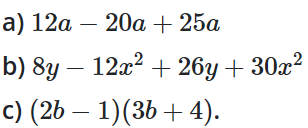 a) 12a − 20a + 25a
b) 8y − 12x² + 26y + 30x²
c) (2b − 1)(3b + 4).